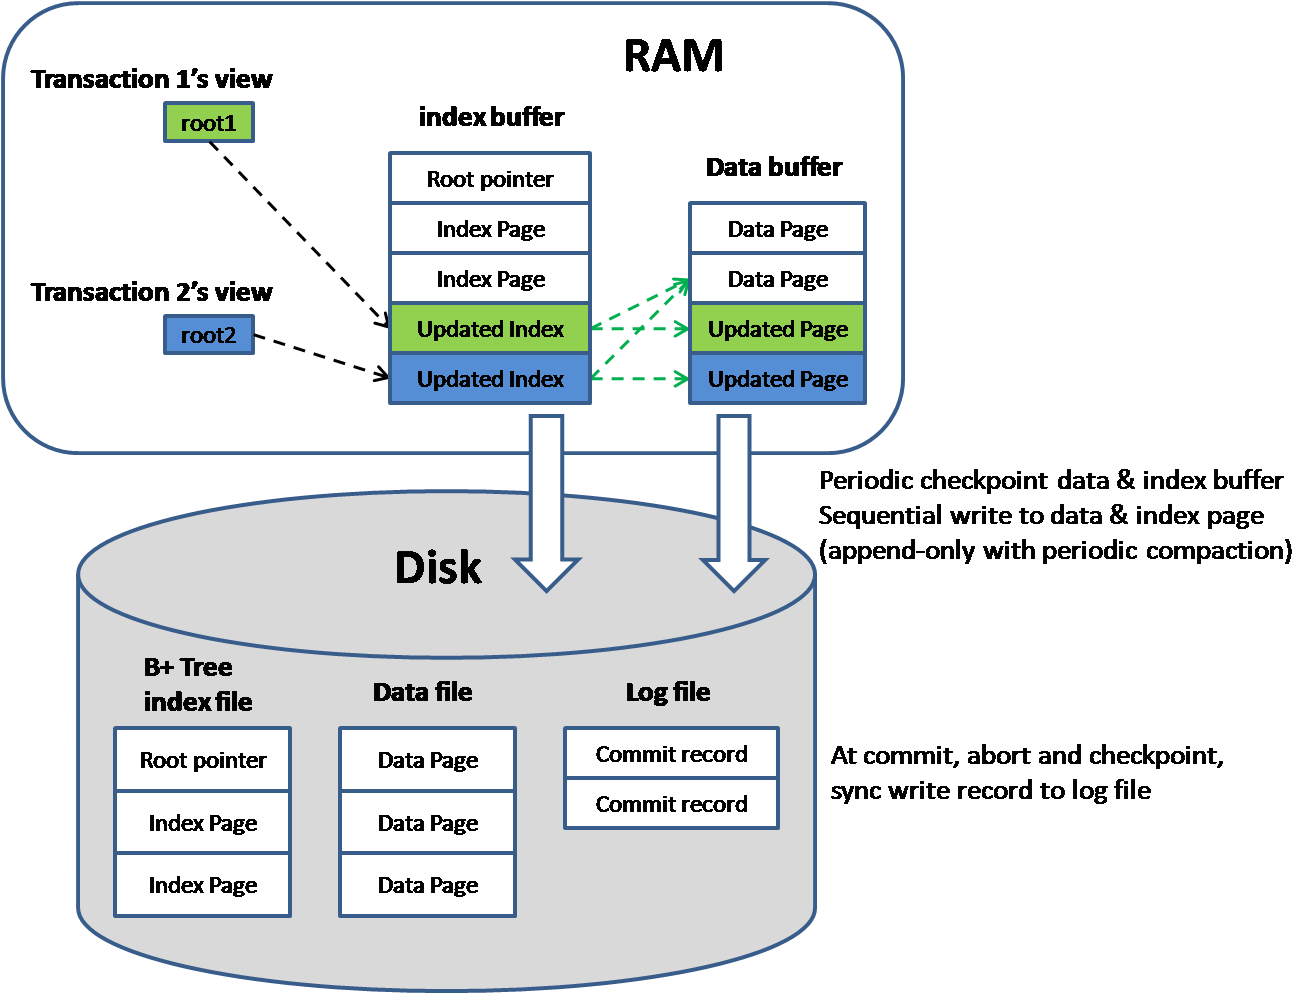 RAM
Transaction 1's view
root1
index buffer
Root pointer
Index Page
Index Page
Updated Index
Updated Index
Data buffer
Data Page
Data Page
Updated Page
Updated Page
Transaction 2's view
root2
Periodic checkpoint data & index buffer
Sequential write to data & index page
(append-only with periodic compaction)
Disk
B+ Tree
index file
Root pointer
Index Page
Index Page
Data file
Data Page
Data Page
Data Page
Log file
Commit record
Commit record
At commit, abort and checkpoint,
sync write record to log file